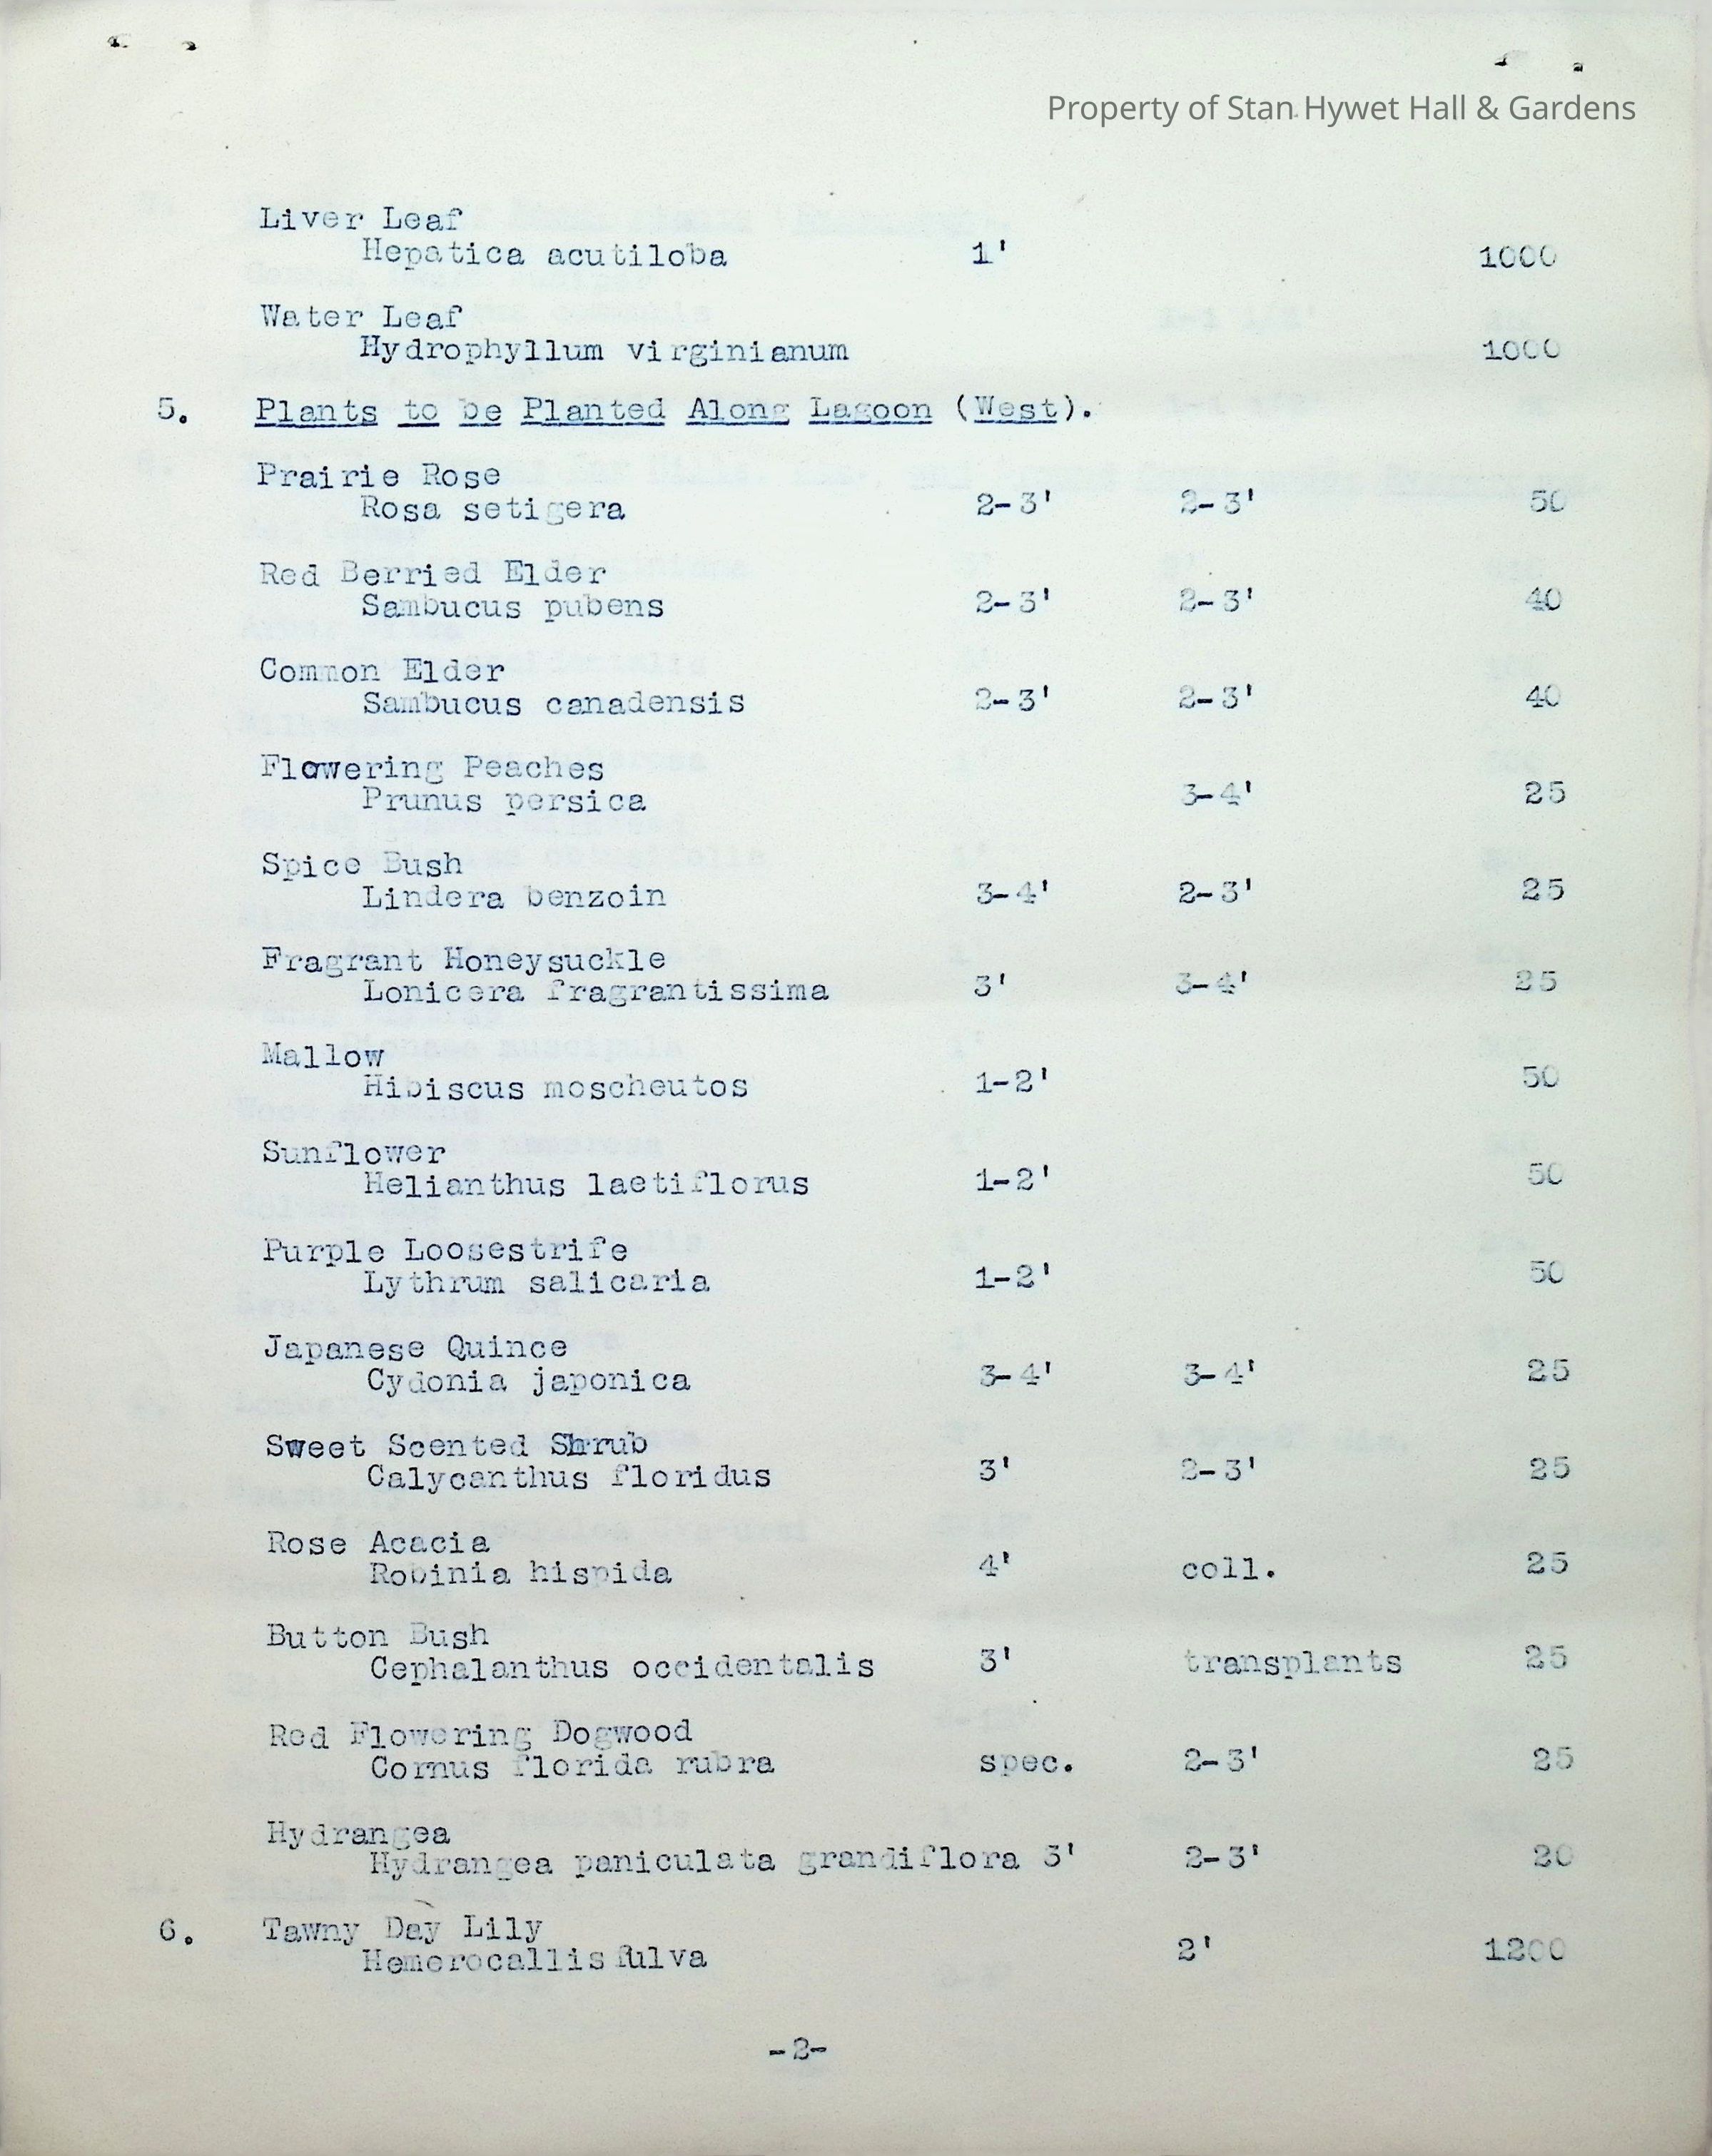 Property of Stan Hywet Hall & Gardens
Liver Leaf
Hepatica acutiloba 1' 1000
Water Leaf
Hydrophyllum virginianum 1000
5. Plants to be Planted Along Lagoon (West).
Prairie Rose
Rosa setigera 2-3' 2-3' 50
Red Berried Elder
Sambucus pubens 2-3' 2-3' 40
Common Elder
Sambucus canadensis 2-3' 2-3' 40
Flowering Peaches
Prunus persica 3-4' 25
Spice Bush
Lindera benzoin 3-4' 2-3' 25
Fragrant Honeysuckle
Lonicera fragrantissima 3' 3-4' 25
Mallow
Hibiscus moscheutos 1-2' 50
Sunflower
Helianthus laetiflorus 1-2' 50
Purple Loosestrife
Lythrum salicaria 1-2' 50
Japanese Quince
Cydonia japonica 3-4' 3-4' 25
Sweet Scented Shrub
Calycanthus floridus 3' 2-3' 25
Rose Acacia
Robinia hispida 4' coll. 25
Button Bush
Cephalanthus occidentalis 3' transplants 25
Red Flowering Dogwood
Cornus florida rubra spec. 2-3' 25
Hydrangea
Hydrangea paniculata grandiflora 3' 2-3' 20
6. Tawny Day Lily
Hemerocallis fulva 2' 1200
-2-